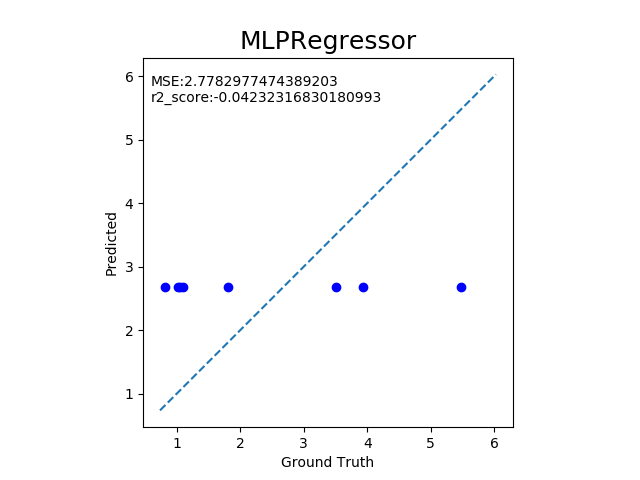 MLPRegressor
MSE:2.7782977474389203
r2_score:-0.04232316830180993
6
5
4
3
2
1
Predicted
1 2 3 4 5 6
Ground Truth